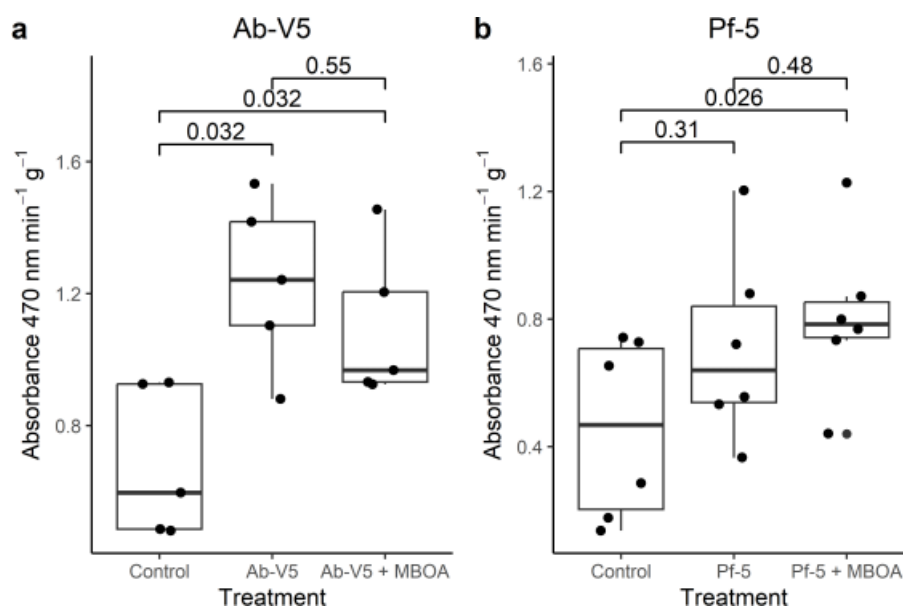 a
Ab-V5
0.55
0.032
0.032
1.6
1.2
0.8
Absorbance 470 nm min⁻¹ g⁻¹
Control
Ab-V5
Ab-V5 + MBOA
Treatment
b
Pf-5
1.6
0.48
0.026
0.31
1.2
0.8
0.4
Absorbance 470 nm min⁻¹ g⁻¹
Control
Pf-5
Pf-5 + MBOA
Treatment